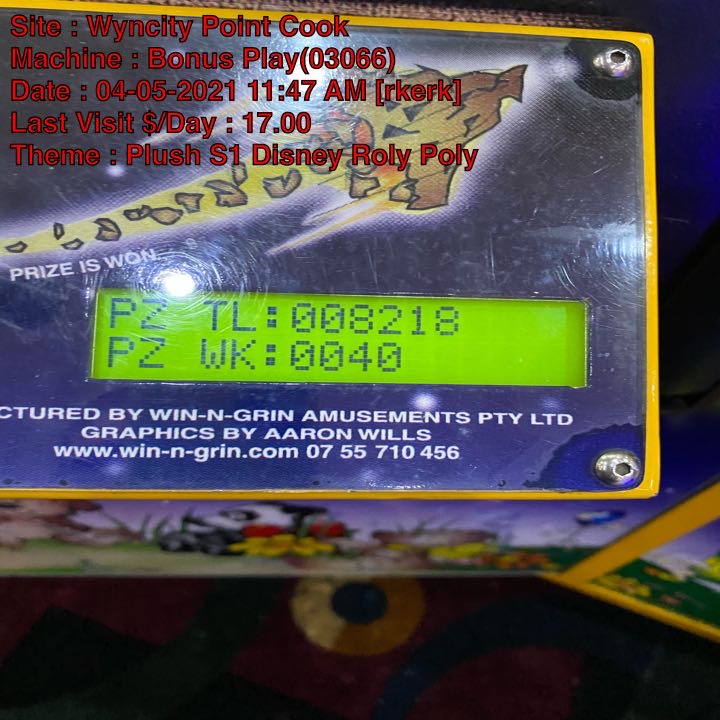 Site : Wyncity Point Cook
Machine : Bonus Play(03066)
Date : 04-05-2021 11:47 AM [rkerk]
Last Visit $/Day : 17.00
Theme : Plush S1 Disney Roly Poly
PRIZE IS WON...
PZ TL:008218
PZ WK:0040
CTURED BY WIN-N-GRIN AMUSEMENTS PTY LTD
GRAPHICS BY AARON WILLS
www.win-n-grin.com 07 55 710 456